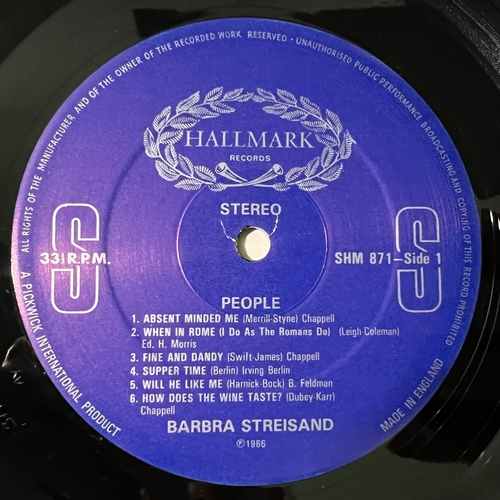 ALL RIGHTS OF THE MANUFACTURER, AND OF THE OWNER OF THE RECORDED WORK RESERVED - UNAUTHORISED PUBLIC PERFORMANCE BROADCASTING AND COPYING OF THIS RECORD PROHIBITED
HALLMARK
RECORDS
STEREO
S S
33⅓ R.P.M.
SHM 871-Side 1
PEOPLE
1. ABSENT MINDED ME (Merrill-Styne) Chappell
2. WHEN IN ROME (I Do As The Romans Do) (Leigh-Coleman)
Ed. H. Morris
3. FINE AND DANDY (Swift-James) Chappell
4. SUPPER TIME (Berlin) Irving Berlin
5. WILL HE LIKE ME (Harnick-Bock) B. Feldman
6. HOW DOES THE WINE TASTE? (Dubey-Karr)
Chappell
BARBRA STREISAND
℗1966
A PICKWICK INTERNATIONAL PRODUCT
MADE IN ENGLAND